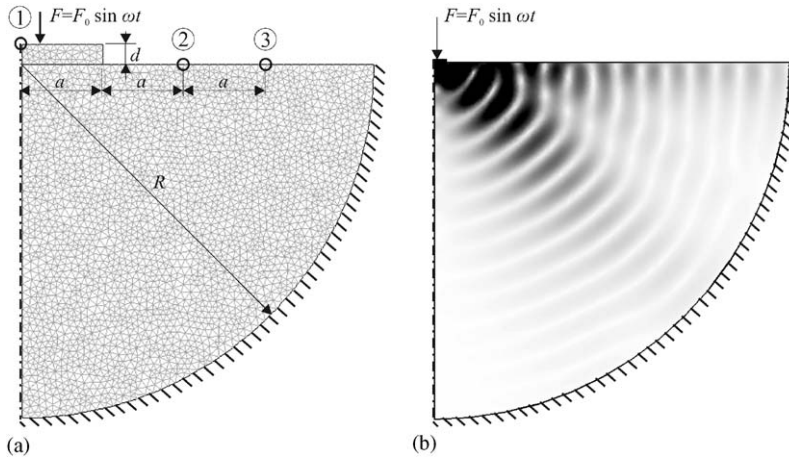 F=F₀ sin ωt
①
d
②
③
a
a
a
R
(a)
F=F₀ sin ωt
(b)